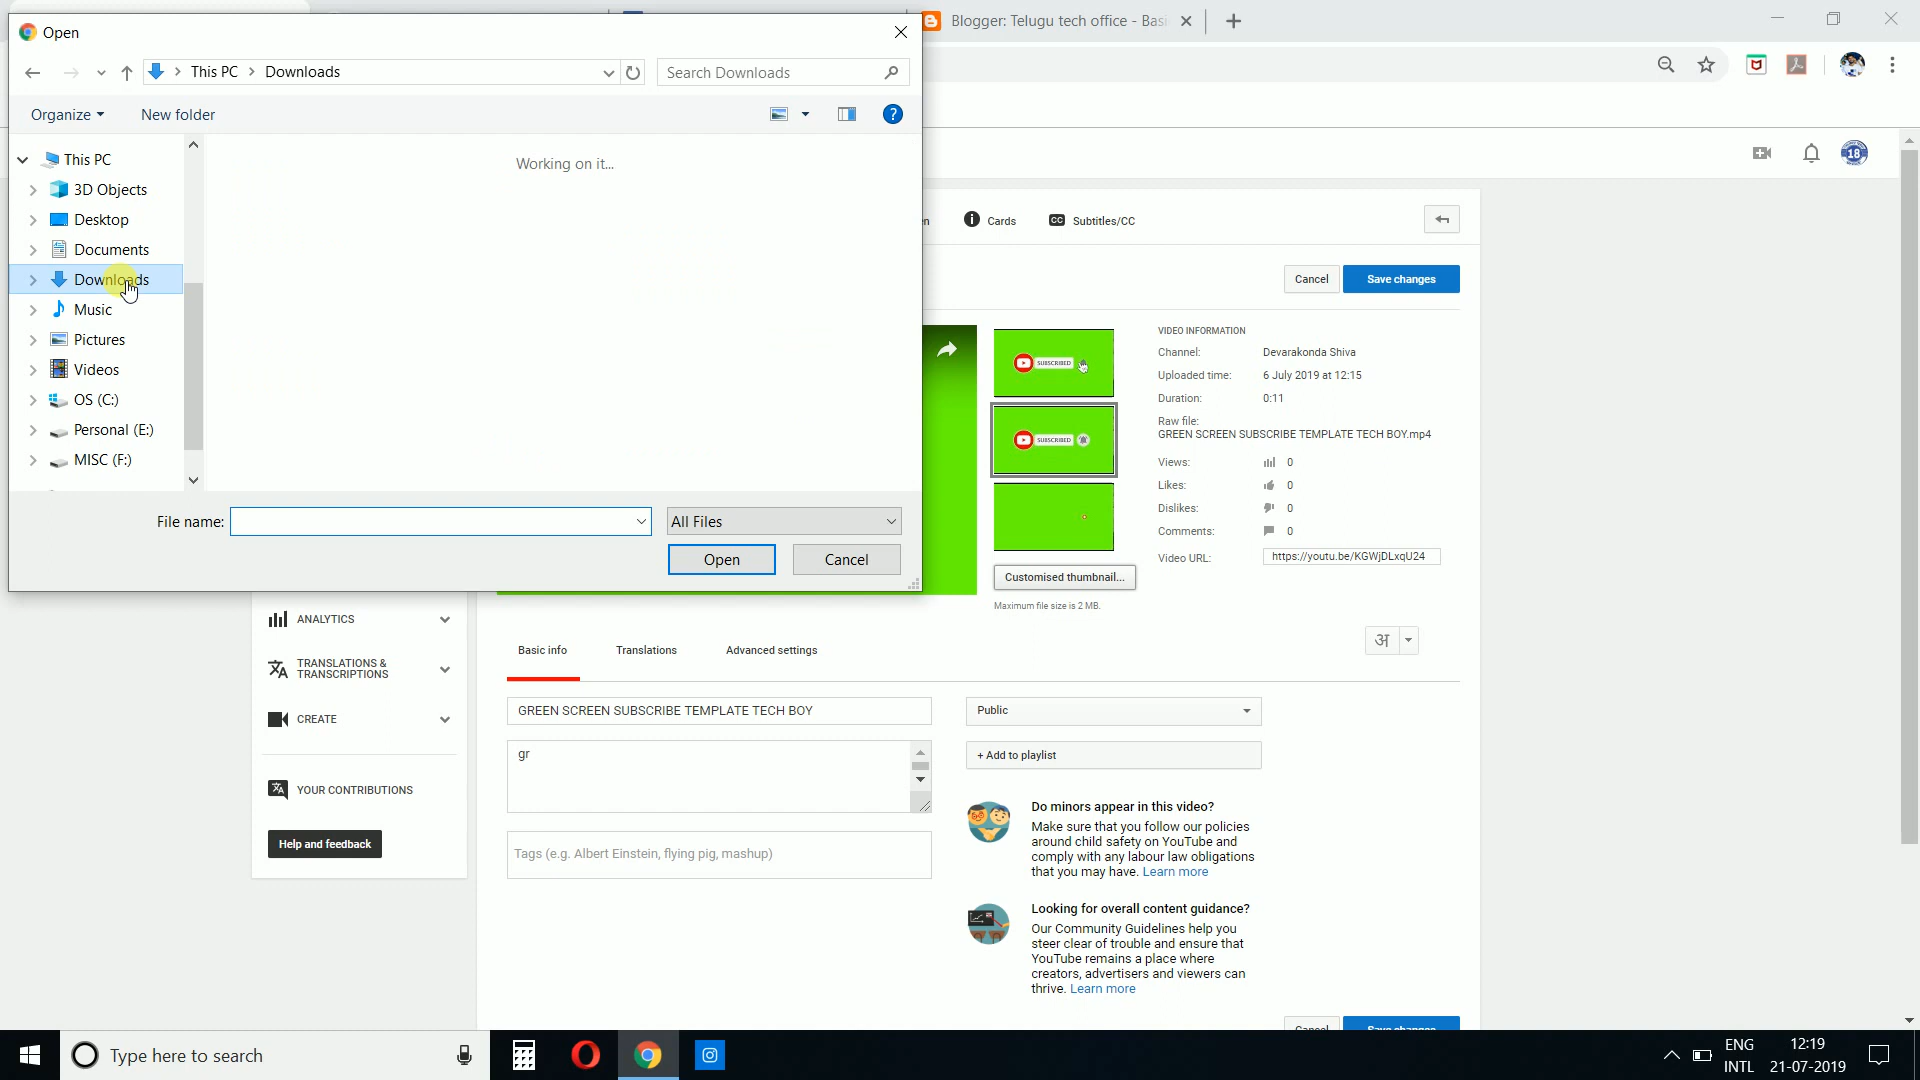 Open
Blogger: Telugu tech office - Basi
This PC
Downloads
Search Downloads
Organize
New folder
This PC
3D Objects
Desktop
Documents
Downloads
Music
Pictures
Videos
OS (C:)
Personal (E:)
MISC (F:)
Working on it...
File name:
All Files
Open
Cancel
18
Cards
CC
Subtitles/CC
Cancel
Save changes
SUBSCRIBED
SUBSCRIBED
Customised thumbnail...
Maximum file size is 2 MB.
VIDEO INFORMATION
Channel: Devarakonda Shiva
Uploaded time: 6 July 2019 at 12:15
Duration: 0:11
Raw file:
GREEN SCREEN SUBSCRIBE TEMPLATE TECH BOY.mp4
Views: 0
Likes: 0
Dislikes: 0
Comments: 0
Video URL: https://youtu.be/KGWjDLxqU24
ANALYTICS
TRANSLATIONS &
TRANSCRIPTIONS
CREATE
YOUR CONTRIBUTIONS
Help and feedback
Basic info
Translations
Advanced settings
अ
GREEN SCREEN SUBSCRIBE TEMPLATE TECH BOY
gr
Tags (e.g. Albert Einstein, flying pig, mashup)
Public
+ Add to playlist
Do minors appear in this video?
Make sure that you follow our policies
around child safety on YouTube and
comply with any labour law obligations
that you may have. Learn more
Looking for overall content guidance?
Our Community Guidelines help you
steer clear of trouble and ensure that
YouTube remains a place where
creators, advertisers and viewers can
thrive. Learn more
Cancel
Save changes
Type here to search
ENG
INTL
12:19
21-07-2019